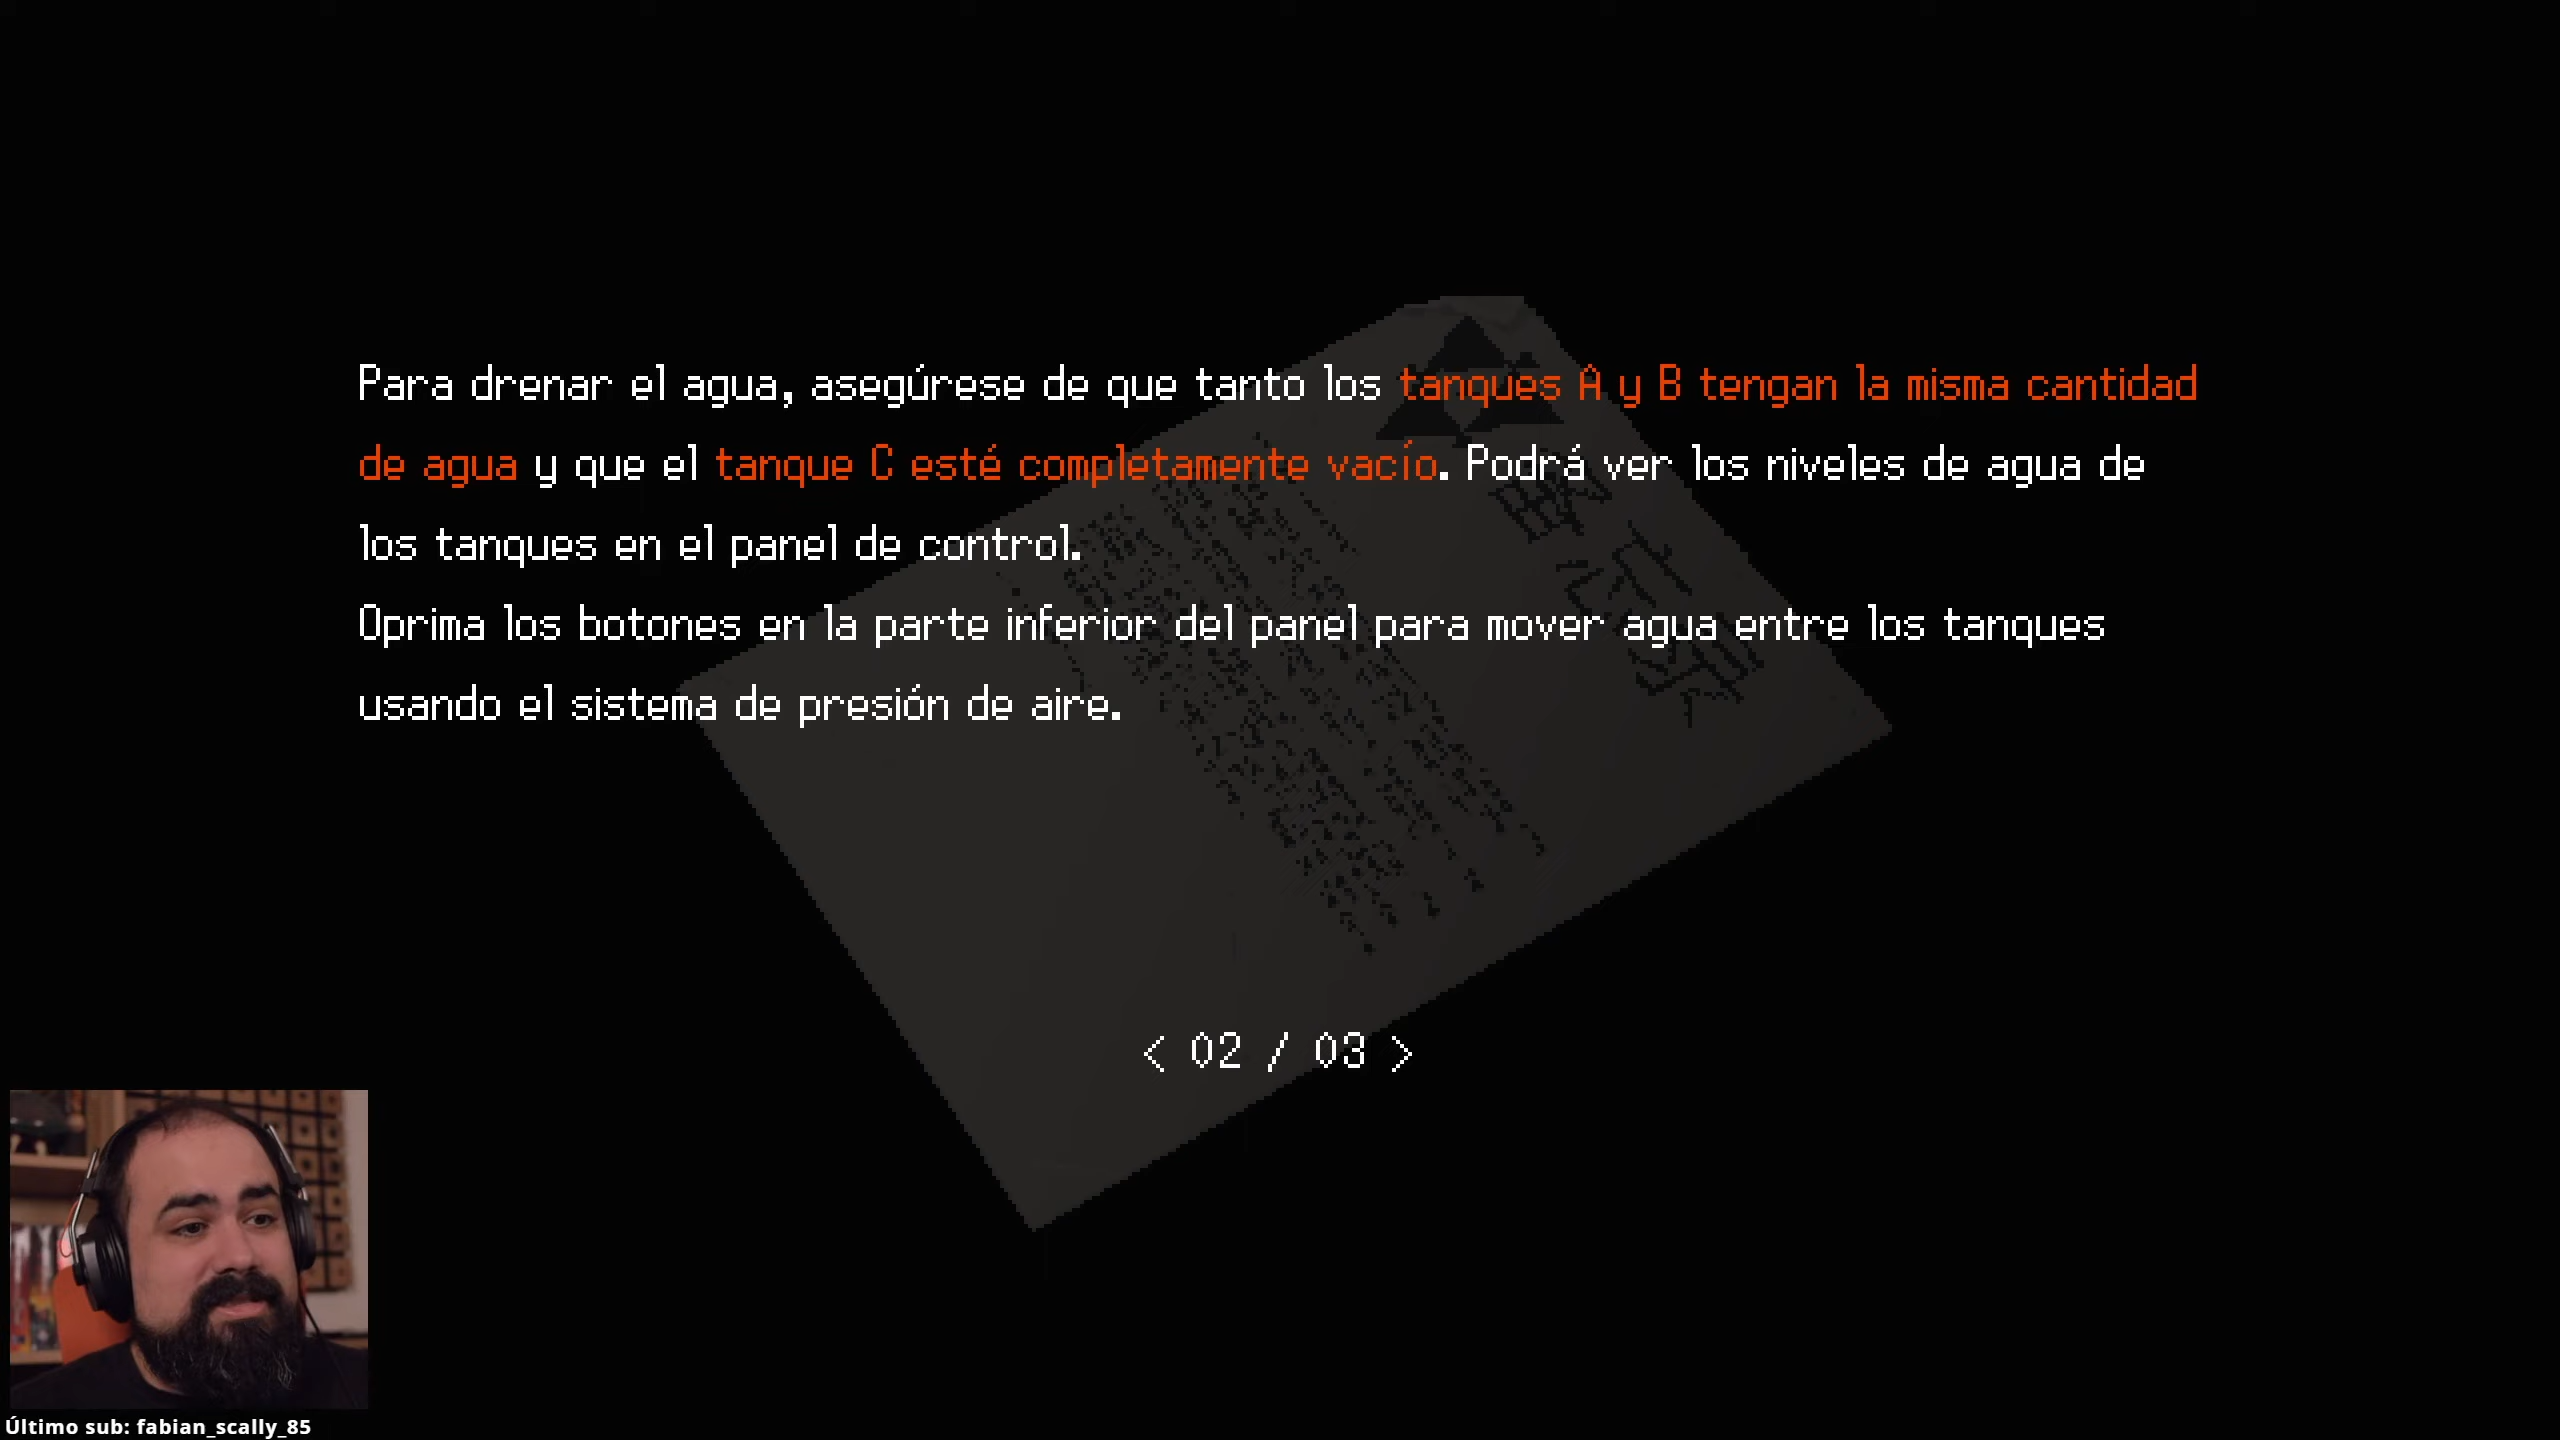 Para drenar el agua, asegúrese de que tanto los tanques A y B tengan la misma cantidad
de agua y que el tanque C esté completamente vacío. Podrá ver los niveles de agua de
los tanques en el panel de control.
Oprima los botones en la parte inferior del panel para mover agua entre los tanques
usando el sistema de presión de aire.
< 02 / 03 >
Último sub: fabian_scally_85